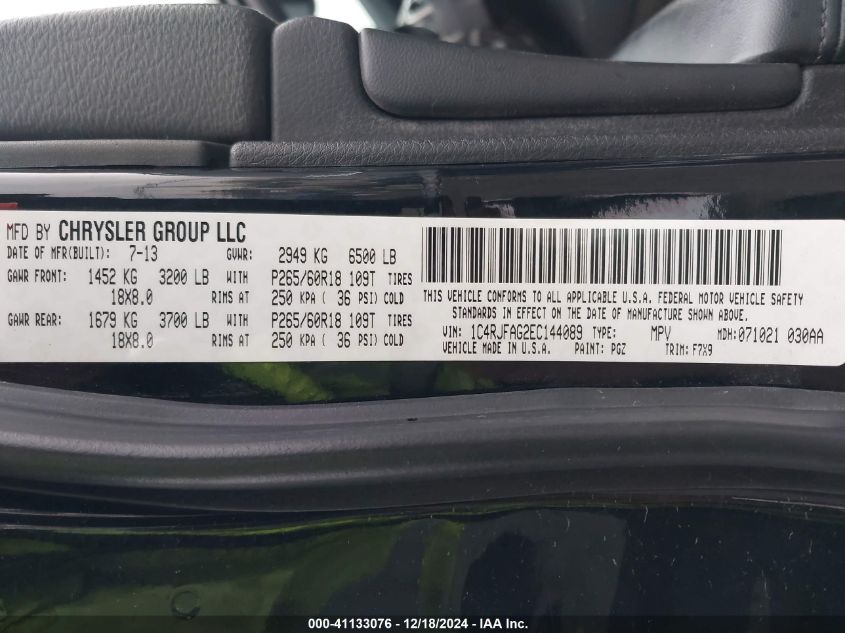 MFD BY CHRYSLER GROUP LLC
DATE OF MFR(BUILT): 7-13 GVWR: 2949 KG 6500 LB
GAWR FRONT: 1452 KG 3200 LB WITH P265/60R18 109T TIRES
18X8.0 RIMS AT 250 KPA ( 36 PSI) COLD
GAWR REAR: 1679 KG 3700 LB WITH P265/60R18 109T TIRES
18X8.0 RIMS AT 250 KPA ( 36 PSI) COLD
THIS VEHICLE CONFORMS TO ALL APPLICABLE U.S.A. FEDERAL MOTOR VEHICLE SAFETY
STANDARDS IN EFFECT ON THE DATE OF MANUFACTURE SHOWN ABOVE.
VIN: 1C4RJFAG2EC144089 TYPE: MPV MDH: 071021 030AA
VEHICLE MADE IN U.S.A. PAINT: PGZ TRIM: F7X9
000-41133076 - 12/18/2024 - IAA Inc.